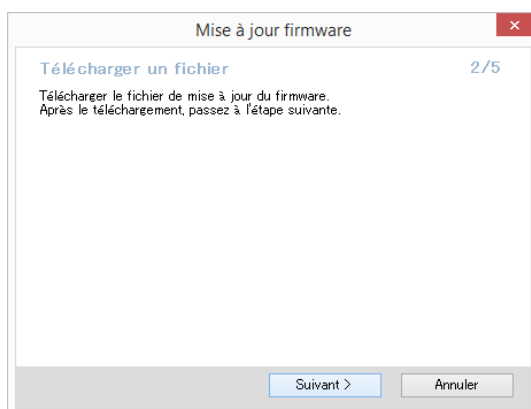 Mise à jour firmware
Télécharger un fichier 2/5
Télécharger le fichier de mise à jour du firmware.
Après le téléchargement, passez à l'étape suivante.
Suivant > Annuler